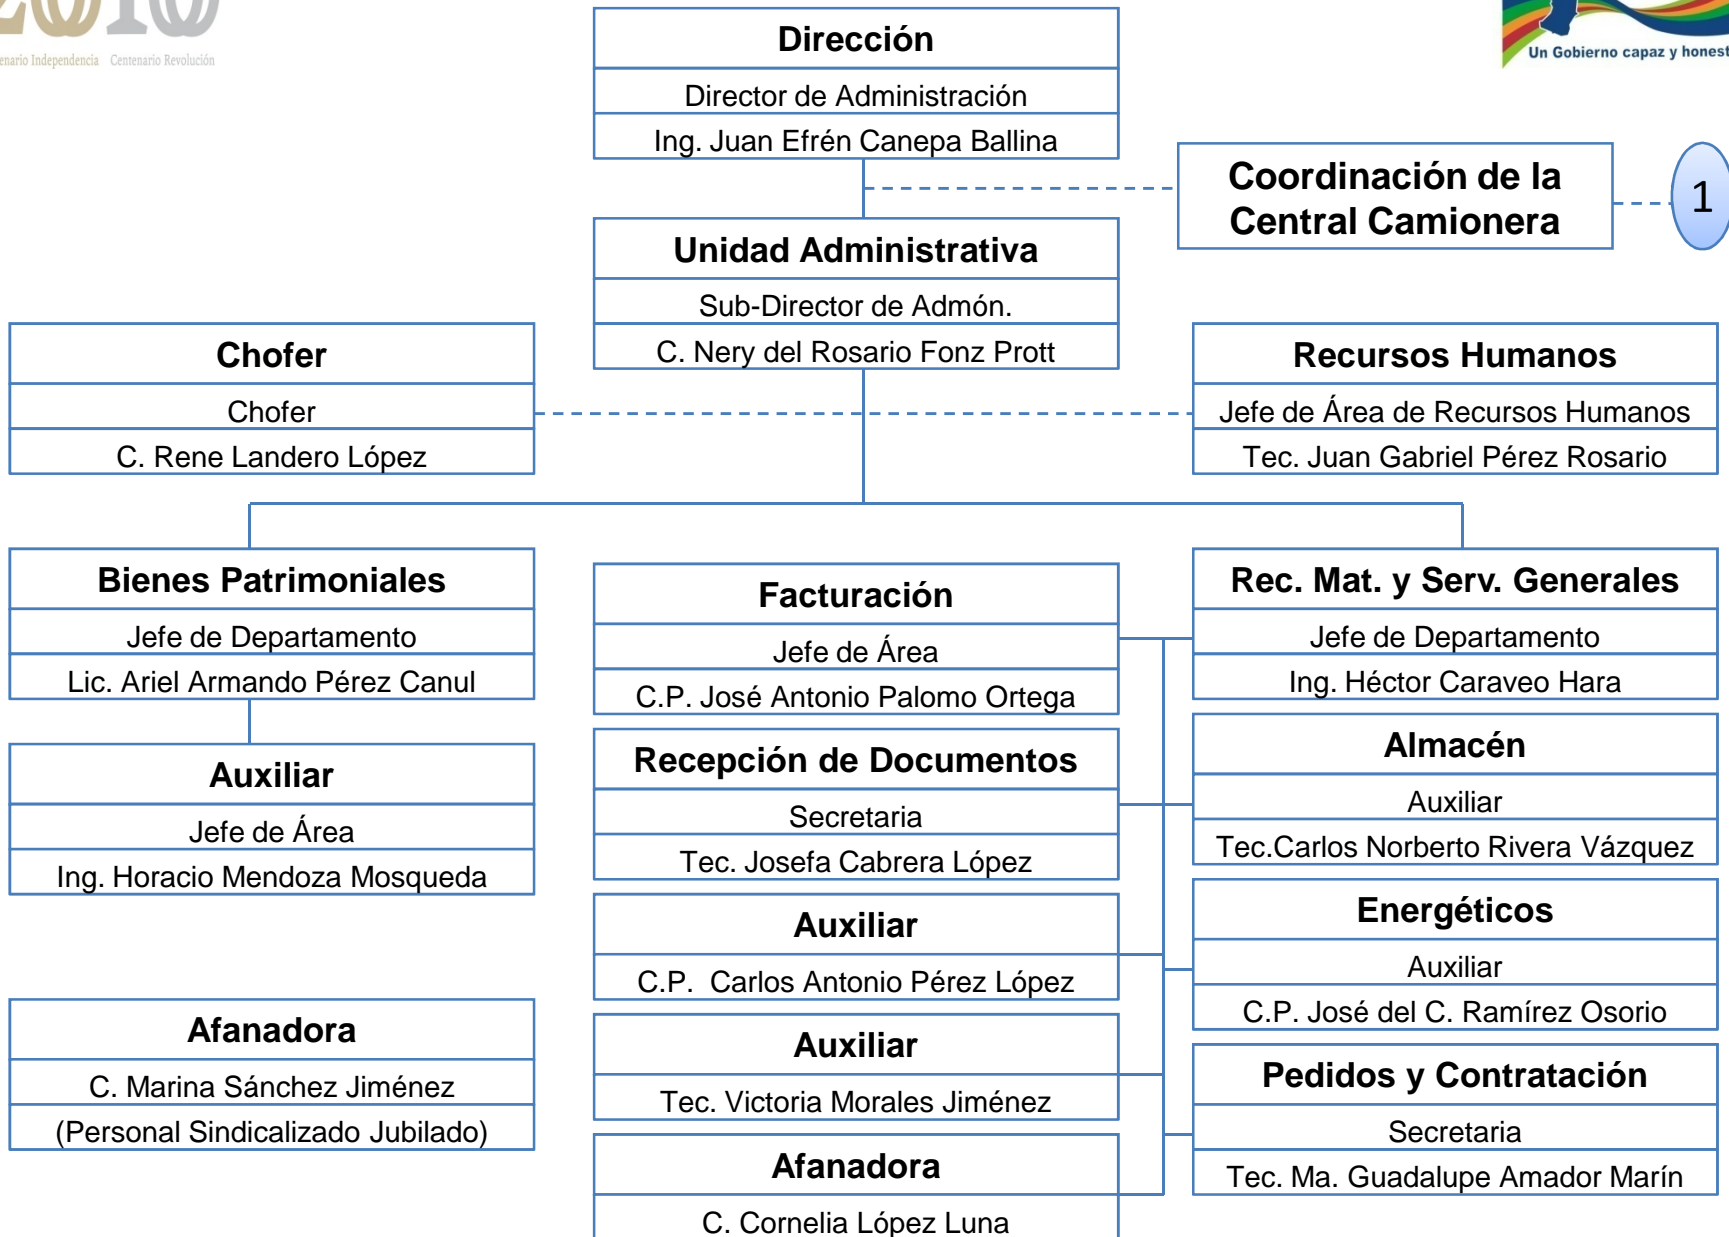 2010
enario Independencia Centenario Revolución
Un Gobierno capaz y honest
Dirección
Director de Administración
Ing. Juan Efrén Canepa Ballina
Coordinación de la
Central Camionera
1
Unidad Administrativa
Sub-Director de Admón.
C. Nery del Rosario Fonz Prott
Chofer
Chofer
C. Rene Landero López
Recursos Humanos
Jefe de Área de Recursos Humanos
Tec. Juan Gabriel Pérez Rosario
Bienes Patrimoniales
Jefe de Departamento
Lic. Ariel Armando Pérez Canul
Auxiliar
Jefe de Área
Ing. Horacio Mendoza Mosqueda
Afanadora
C. Marina Sánchez Jiménez
(Personal Sindicalizado Jubilado)
Facturación
Jefe de Área
C.P. José Antonio Palomo Ortega
Recepción de Documentos
Secretaria
Tec. Josefa Cabrera López
Auxiliar
C.P. Carlos Antonio Pérez López
Auxiliar
Tec. Victoria Morales Jiménez
Afanadora
C. Cornelia López Luna
Rec. Mat. y Serv. Generales
Jefe de Departamento
Ing. Héctor Caraveo Hara
Almacén
Auxiliar
Tec.Carlos Norberto Rivera Vázquez
Energéticos
Auxiliar
C.P. José del C. Ramírez Osorio
Pedidos y Contratación
Secretaria
Tec. Ma. Guadalupe Amador Marín